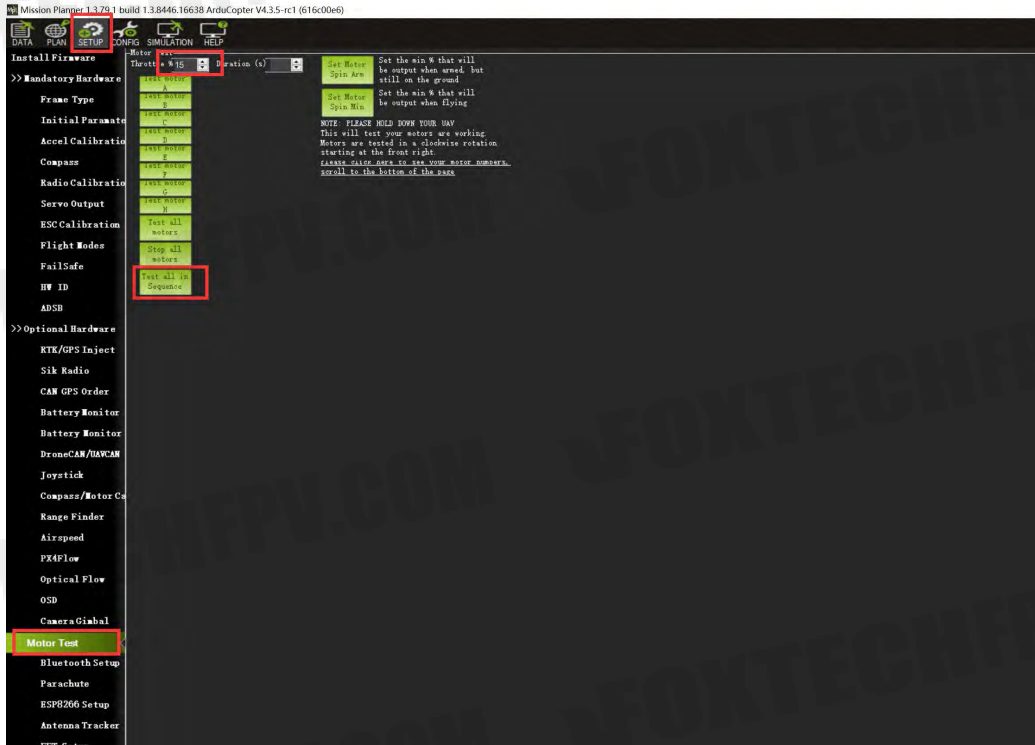 Mission Planner 1.3.79.1 build 1.3.8446.16638 ArduCopter V4.3.5-rc1 (616c00e6)
DATA PLAN SETUP CONFIG SIMULATION HELP
Install Firmware
>> Mandatory Hardware
Frame Type
Initial Paramate
Accel Calibratio
Compass
Radio Calibratio
Servo Output
ESC Calibration
Flight Modes
FailSafe
HW ID
ADSB
>> Optional Hardware
RTK/GPS Inject
Sik Radio
CAN GPS Order
Battery Monitor
Battery Monitor
DroneCAN/UAVCAN
Joystick
Compass/Motor Ca
Range Finder
Airspeed
PX4Flow
Optical Flow
OSD
Camera Gimbal
Motor Test
Bluetooth Setup
Parachute
ESP8266 Setup
Antenna Tracker
Motor Test
Throttle % 15 Duration (s)
Test motor
A
Test motor
B
Test motor
C
Test motor
D
Test motor
E
Test motor
F
Test motor
G
Test motor
H
Test all
motors
Stop all
motors
Test all in
Sequence
Set Motor
Spin Arm
Set the min % that will
be output when armed, but
still on the ground
Set Motor
Spin Min
Set the min % that will
be output when flying
NOTE: PLEASE HOLD DOWN YOUR UAV
This will test your motors are working.
Motors are tested in a clockwise rotation
starting at the front right.
please click here to see your motor numbers,
scroll to the bottom of the page
FOXTECHFPV.COM